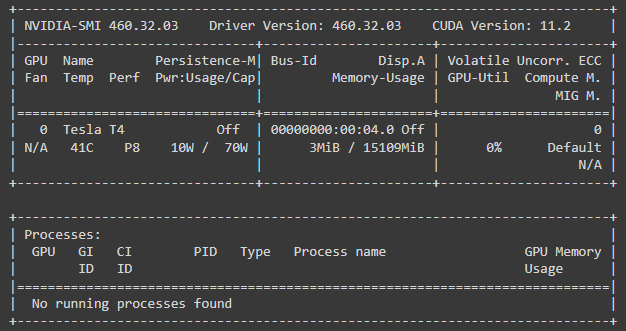 +-----------------------------------------------------------------------------+
| NVIDIA-SMI 460.32.03    Driver Version: 460.32.03    CUDA Version: 11.2     |
|-------------------------------+----------------------+----------------------+
| GPU  Name        Persistence-M| Bus-Id        Disp.A | Volatile Uncorr. ECC |
| Fan  Temp  Perf  Pwr:Usage/Cap|         Memory-Usage | GPU-Util  Compute M. |
|                               |                      |               MIG M. |
|===============================+======================+======================|
|   0  Tesla T4            Off  | 00000000:00:04.0 Off |                    0 |
| N/A   41C    P8    10W /  70W |      3MiB / 15109MiB |      0%      Default |
|                               |                      |                  N/A |
+-------------------------------+----------------------+----------------------+

+-----------------------------------------------------------------------------+
| Processes:                                                                  |
|  GPU   GI   CI        PID   Type   Process name                  GPU Memory |
|        ID   ID                                                   Usage      |
|=============================================================================|
|  No running processes found                                                 |
+-----------------------------------------------------------------------------+